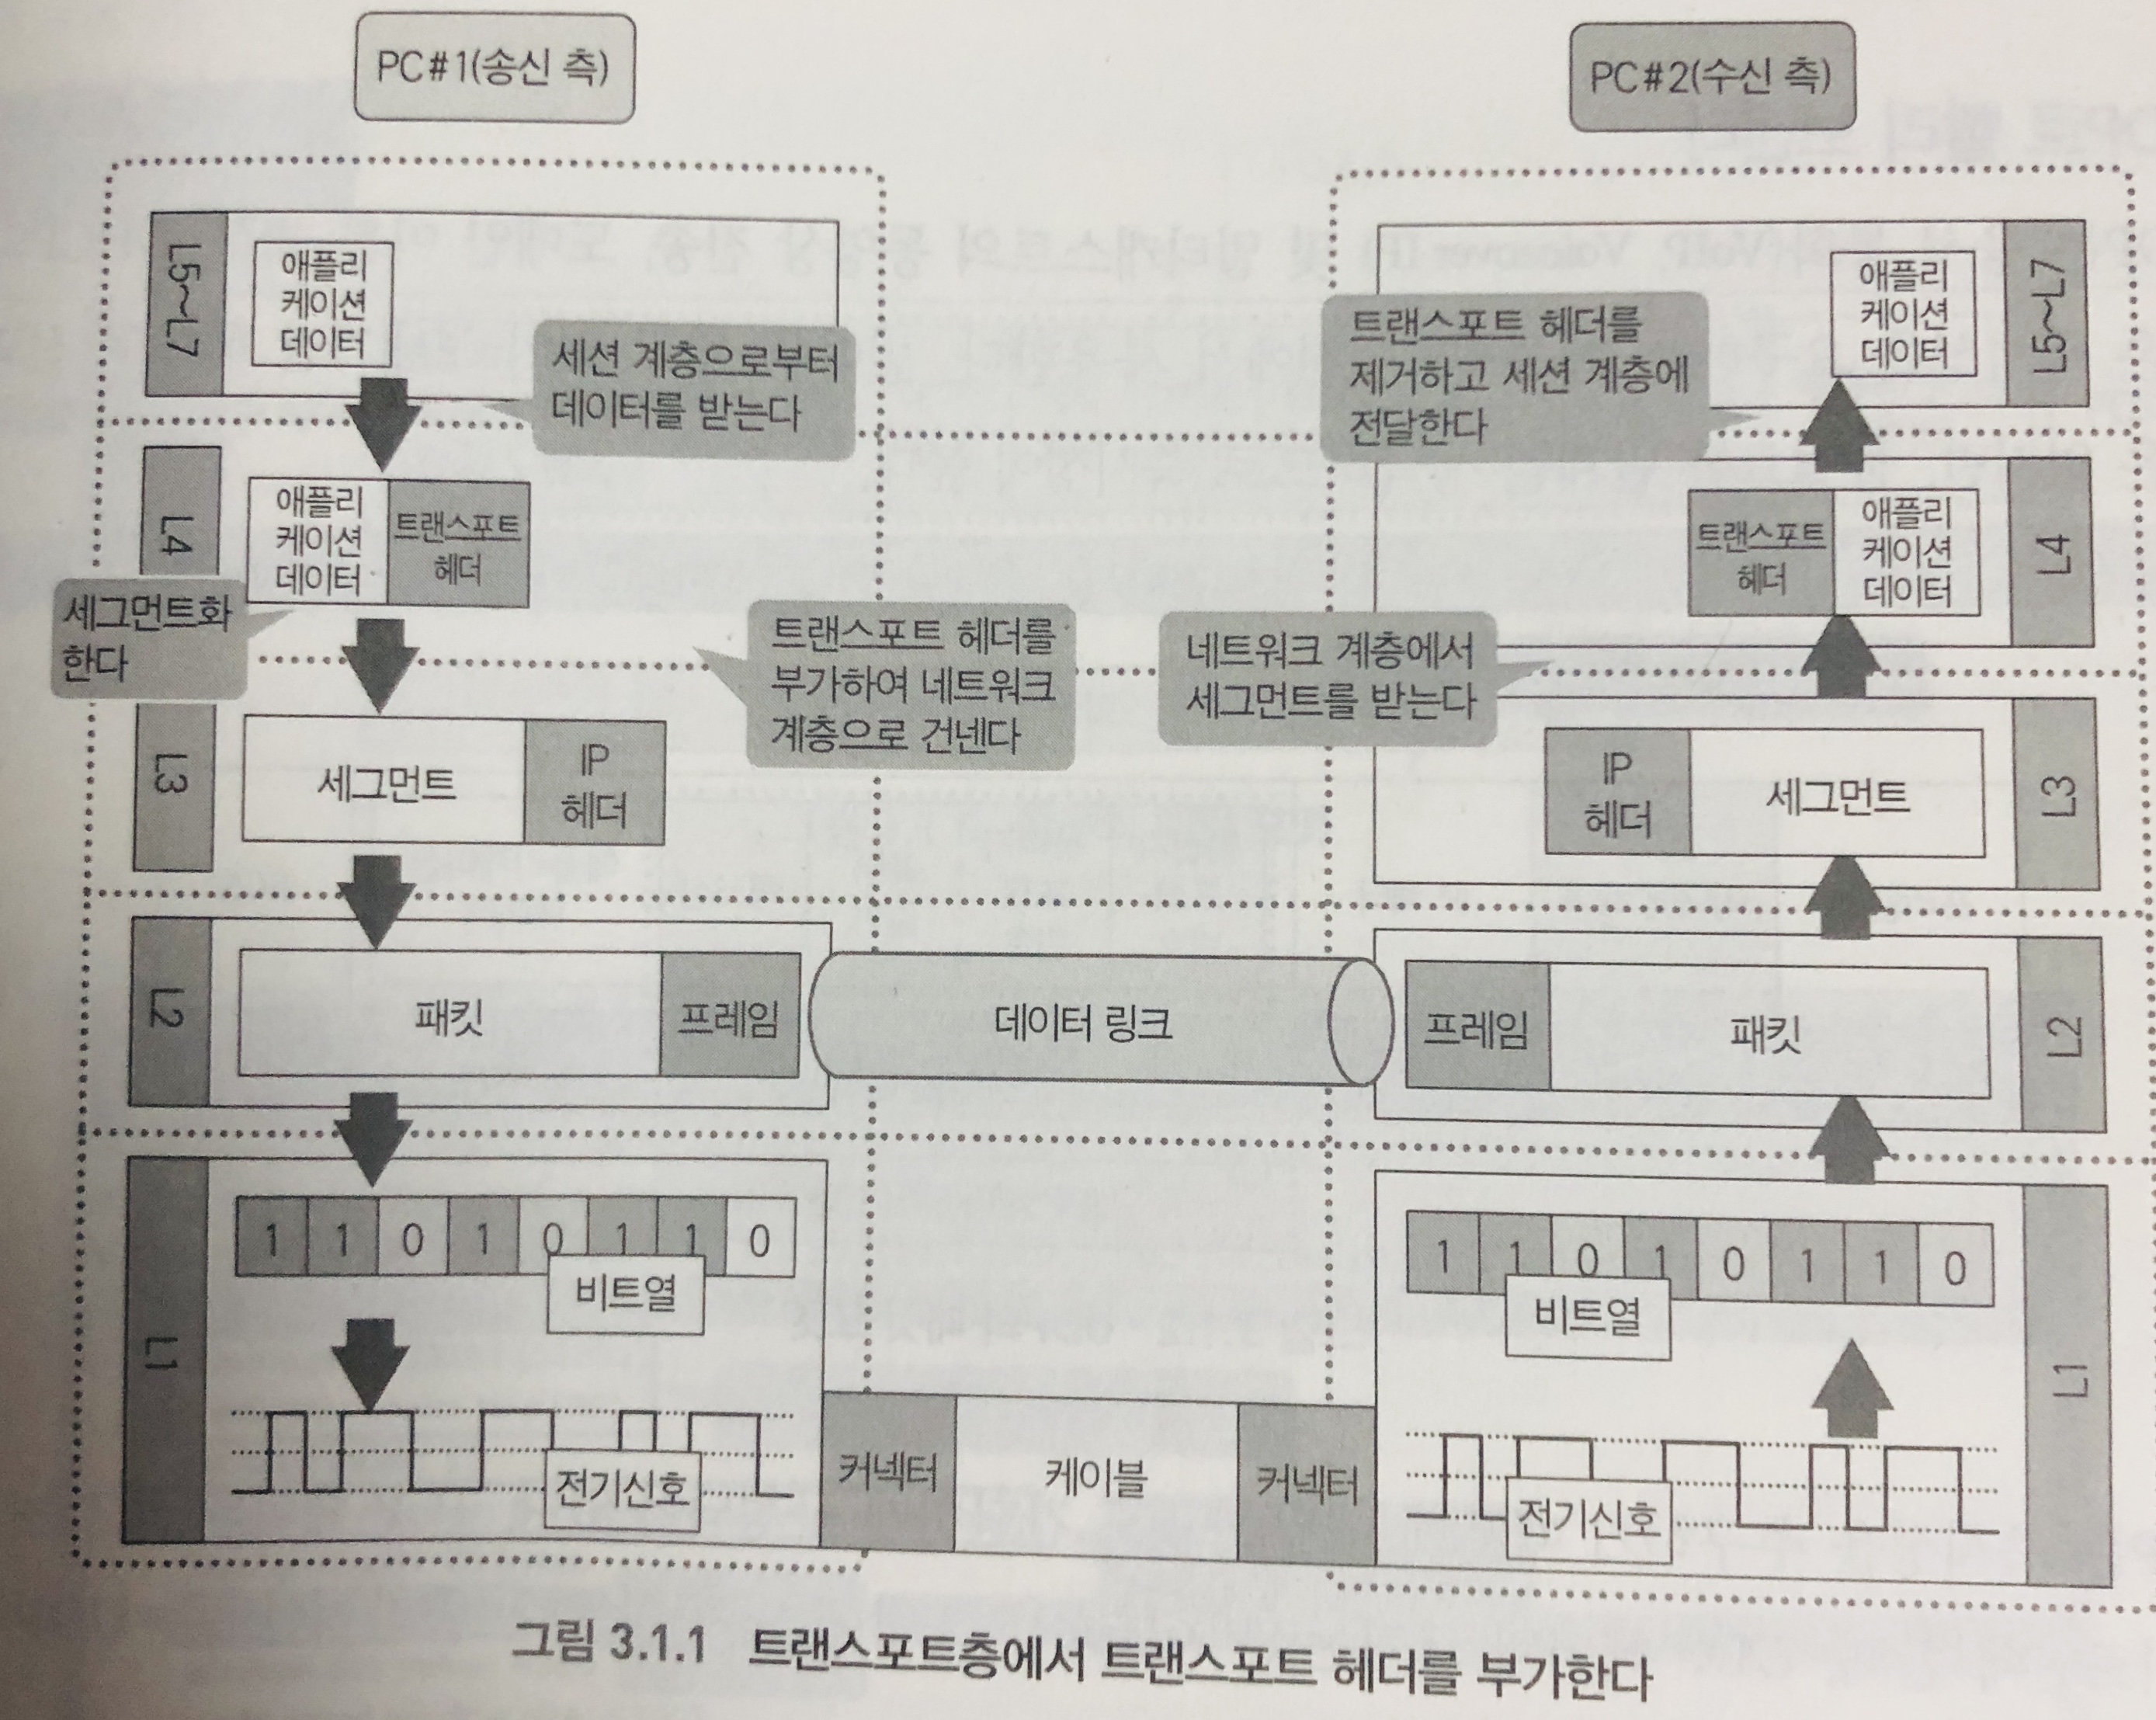 PC#1(송신 측)
PC#2(수신 측)
L5~L7
애플리
케이션
데이터
세션 계층으로부터
데이터를 받는다
트랜스포트 헤더를
제거하고 세션 계층에
전달한다
애플리
케이션
데이터
L5~L7
L4
애플리
케이션
데이터
트랜스포트
헤더
트랜스포트
헤더
애플리
케이션
데이터
L4
세그먼트화
한다
트랜스포트 헤더를
부가하여 네트워크
계층으로 건넨다
네트워크 계층에서
세그먼트를 받는다
L3
세그먼트
IP
헤더
IP
헤더
세그먼트
L3
L2
패킷
프레임
데이터 링크
프레임
패킷
L2
L1
1 1 0 1 0 1 1 0
비트열
전기신호
커넥터
케이블
커넥터
1 1 0 1 0 1 1 0
비트열
전기신호
L1
그림 3.1.1 트랜스포트층에서 트랜스포트 헤더를 부가한다